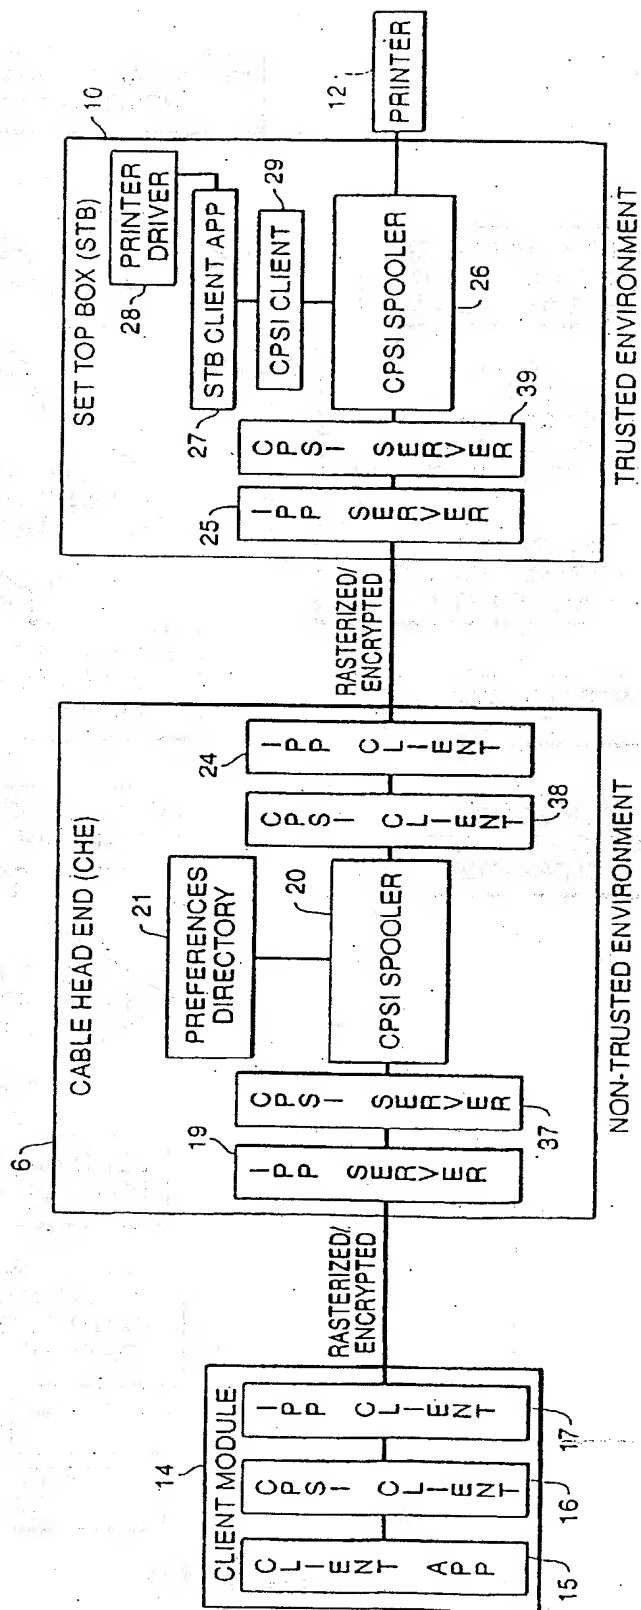 14
CLIENT MODULE
CLIENT APP
15
CPSI CLIENT
16
IPP CLIENT
17
RASTERIZED/
ENCRYPTED
6
CABLE HEAD END (CHE)
19
IPP SERVER
CPSI SERVER
37
21
PREFERENCES
DIRECTORY
20
CPSI SPOOLER
CPSI CLIENT
38
24
IPP CLIENT
NON-TRUSTED ENVIRONMENT
RASTERIZED/
ENCRYPTED
10
SET TOP BOX (STB)
28
PRINTER
DRIVER
27
STB CLIENT APP
29
CPSI CLIENT
25
IPP SERVER
CPSI SERVER
39
CPSI SPOOLER
26
TRUSTED ENVIRONMENT
12
PRINTER